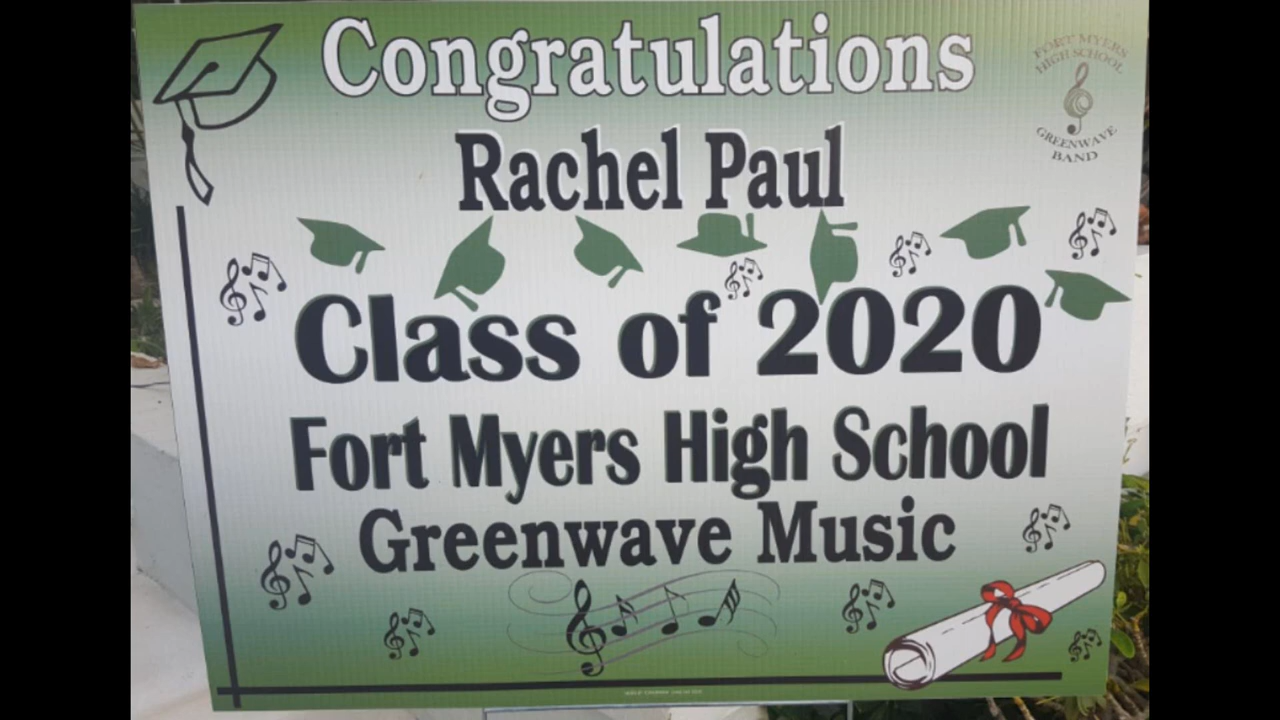 Congratulations
FORT MYERS
HIGH SCHOOL
GREENWAVE
BAND
Rachel Paul
Class of 2020
Fort Myers High School
Greenwave Music